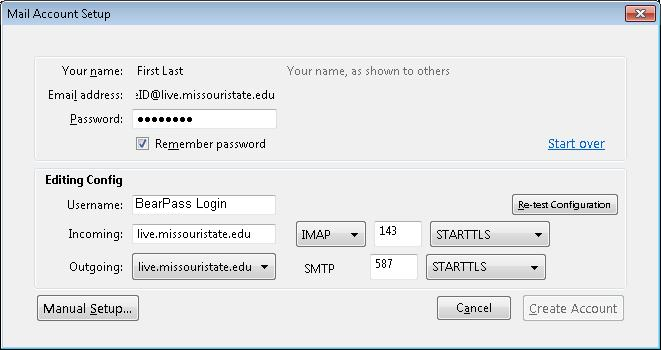 Mail Account Setup
Your name: First Last Your name, as shown to others
Email address: eID@live.missouristate.edu
Password: ••••••••
Remember password
Start over
Editing Config
Username: BearPass Login Re-test Configuration
Incoming: live.missouristate.edu IMAP 143 STARTTLS
Outgoing: live.missouristate.edu SMTP 587 STARTTLS
Manual Setup... Cancel Create Account